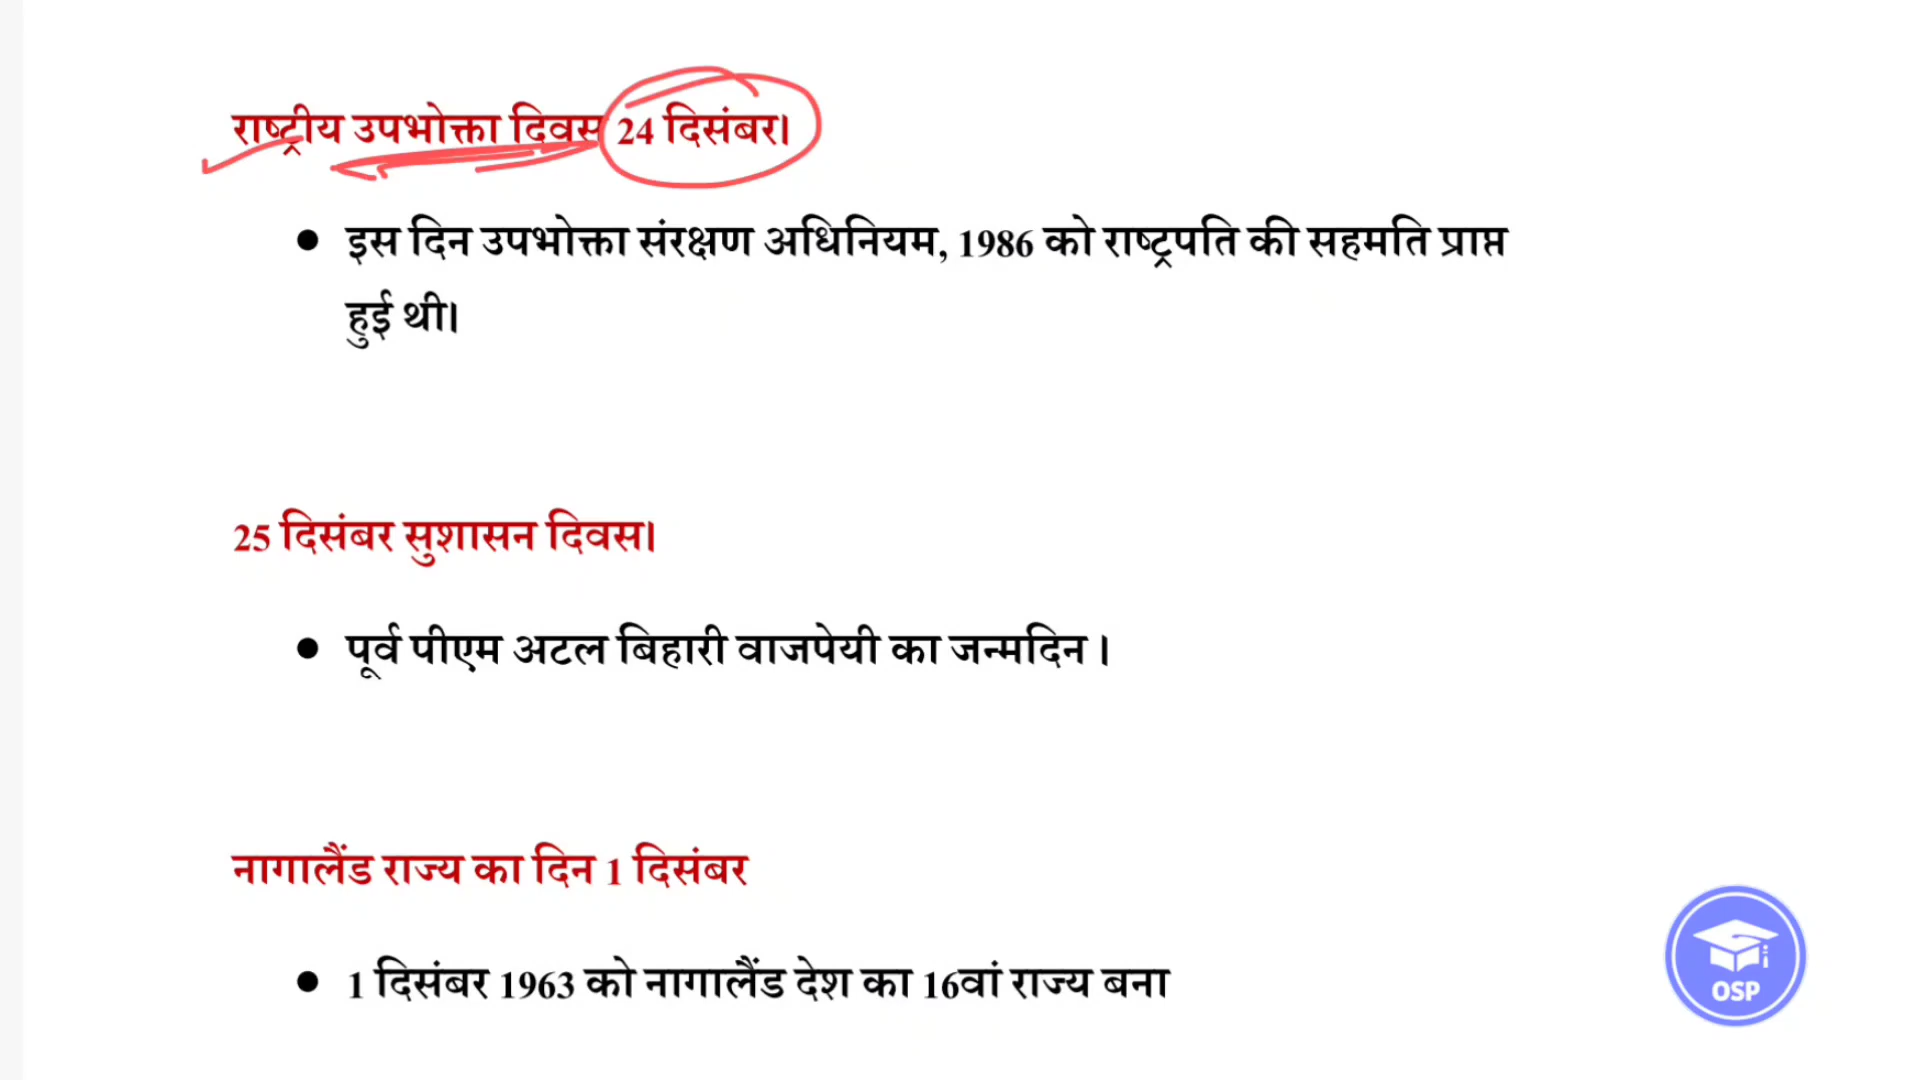 राष्ट्रीय उपभोक्ता दिवस 24 दिसंबर।
● इस दिन उपभोक्ता संरक्षण अधिनियम, 1986 को राष्ट्रपति की सहमति प्राप्त
हुई थी।
25 दिसंबर सुशासन दिवस।
● पूर्व पीएम अटल बिहारी वाजपेयी का जन्मदिन ।
नागालैंड राज्य का दिन 1 दिसंबर
● 1 दिसंबर 1963 को नागालैंड देश का 16वां राज्य बना
OSP